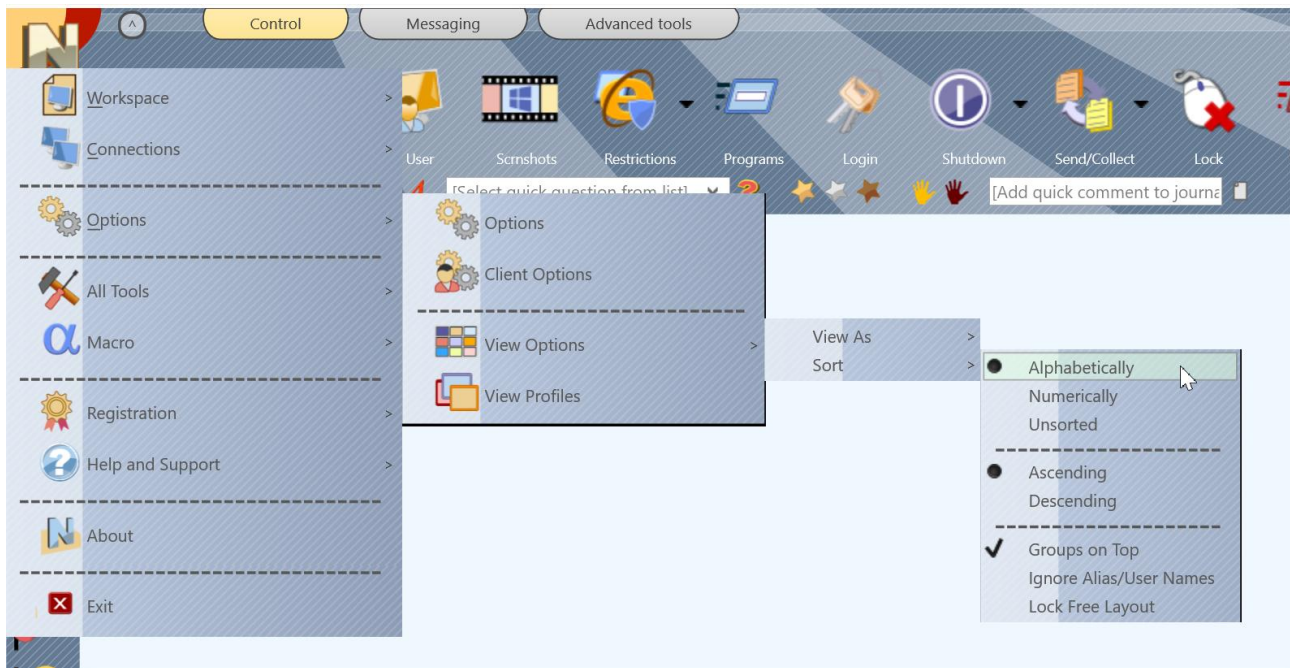 Control
Messaging
Advanced tools
User
Scrnshots
Restrictions
Programs
Login
Shutdown
Send/Collect
Lock
[Select quick question from list]
[Add quick comment to journa
Workspace >
Connections >
Options >
All Tools >
Macro >
Registration >
Help and Support >
About
Exit
Options
Client Options
View Options >
View Profiles
View As >
Sort >
Alphabetically
Numerically
Unsorted
Ascending
Descending
Groups on Top
Ignore Alias/User Names
Lock Free Layout